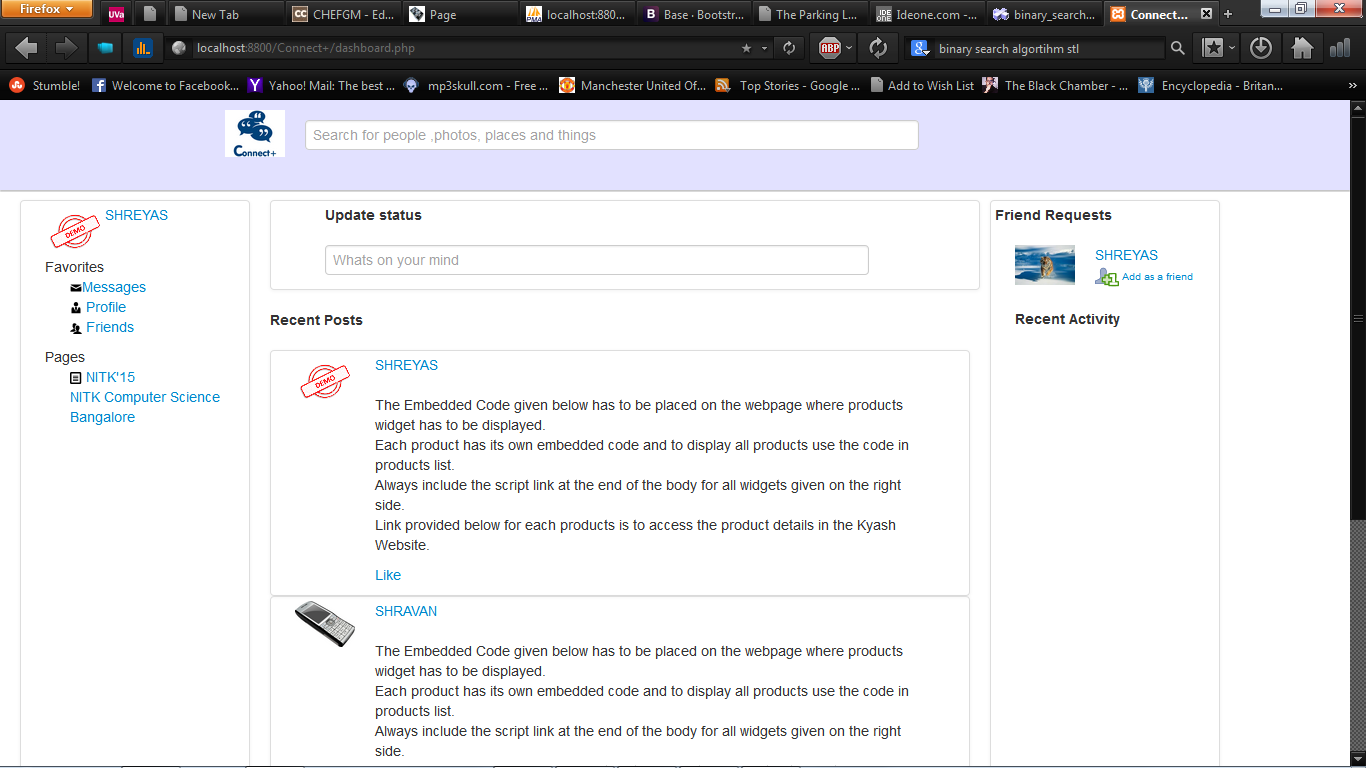 Firefox
UVa
New Tab
CC CHEFGM - Ed...
Page
PMA localhost:880...
B Base · Bootstr...
The Parking L...
IDE ONE Ideone.com -...
binary_search...
Connect...
localhost:8800/Connect+/dashboard.php
ABP
binary search algortihm stl
Stumble!
Welcome to Facebook...
Yahoo! Mail: The best ...
mp3skull.com - Free ...
Manchester United Of...
Top Stories - Google ...
Add to Wish List
The Black Chamber - ...
Encyclopedia - Britan...
Connect+
Search for people ,photos, places and things
DEMO
SHREYAS
Favorites
Messages
Profile
Friends
Pages
NITK'15
NITK Computer Science
Bangalore
Update status
Whats on your mind
Recent Posts
DEMO
SHREYAS
The Embedded Code given below has to be placed on the webpage where products
widget has to be displayed.
Each product has its own embedded code and to display all products use the code in
products list.
Always include the script link at the end of the body for all widgets given on the right
side.
Link provided below for each products is to access the product details in the Kyash
Website.
Like
SHRAVAN
The Embedded Code given below has to be placed on the webpage where products
widget has to be displayed.
Each product has its own embedded code and to display all products use the code in
products list.
Always include the script link at the end of the body for all widgets given on the right
side.
Friend Requests
SHREYAS
Add as a friend
Recent Activity